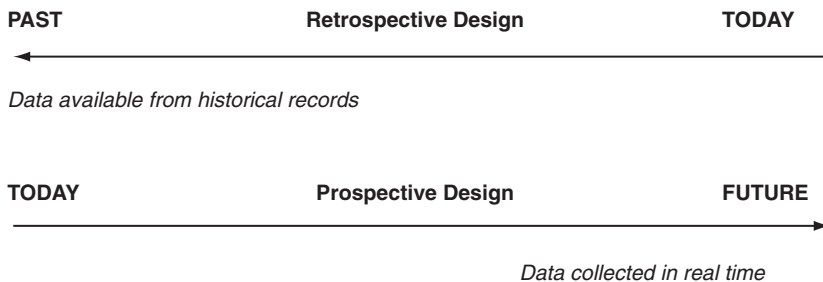 PAST Retrospective Design TODAY
Data available from historical records
TODAY Prospective Design FUTURE
Data collected in real time